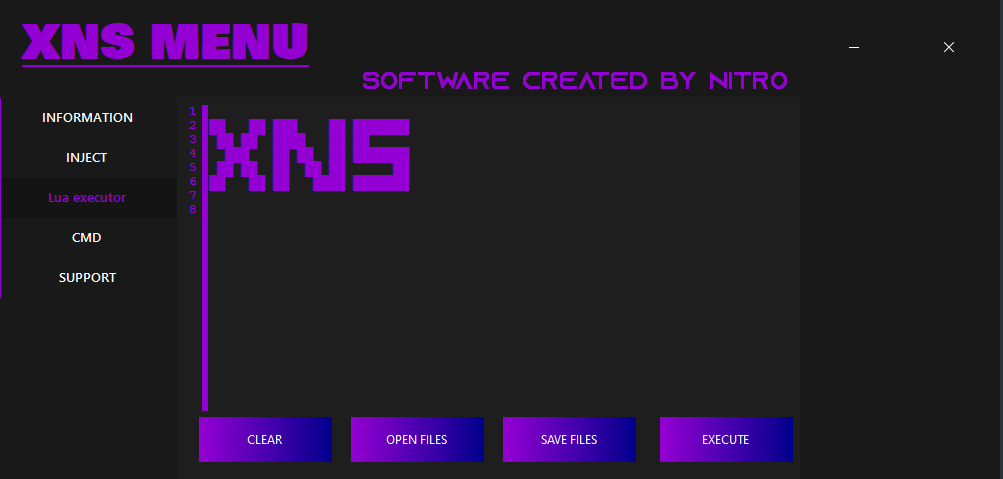 XNS MENU
SOFTWARE CREATED BY NITRO
INFORMATION
INJECT
Lua executor
CMD
SUPPORT
1
2
3
4
5
6
7
8
XNS
CLEAR
OPEN FILES
SAVE FILES
EXECUTE